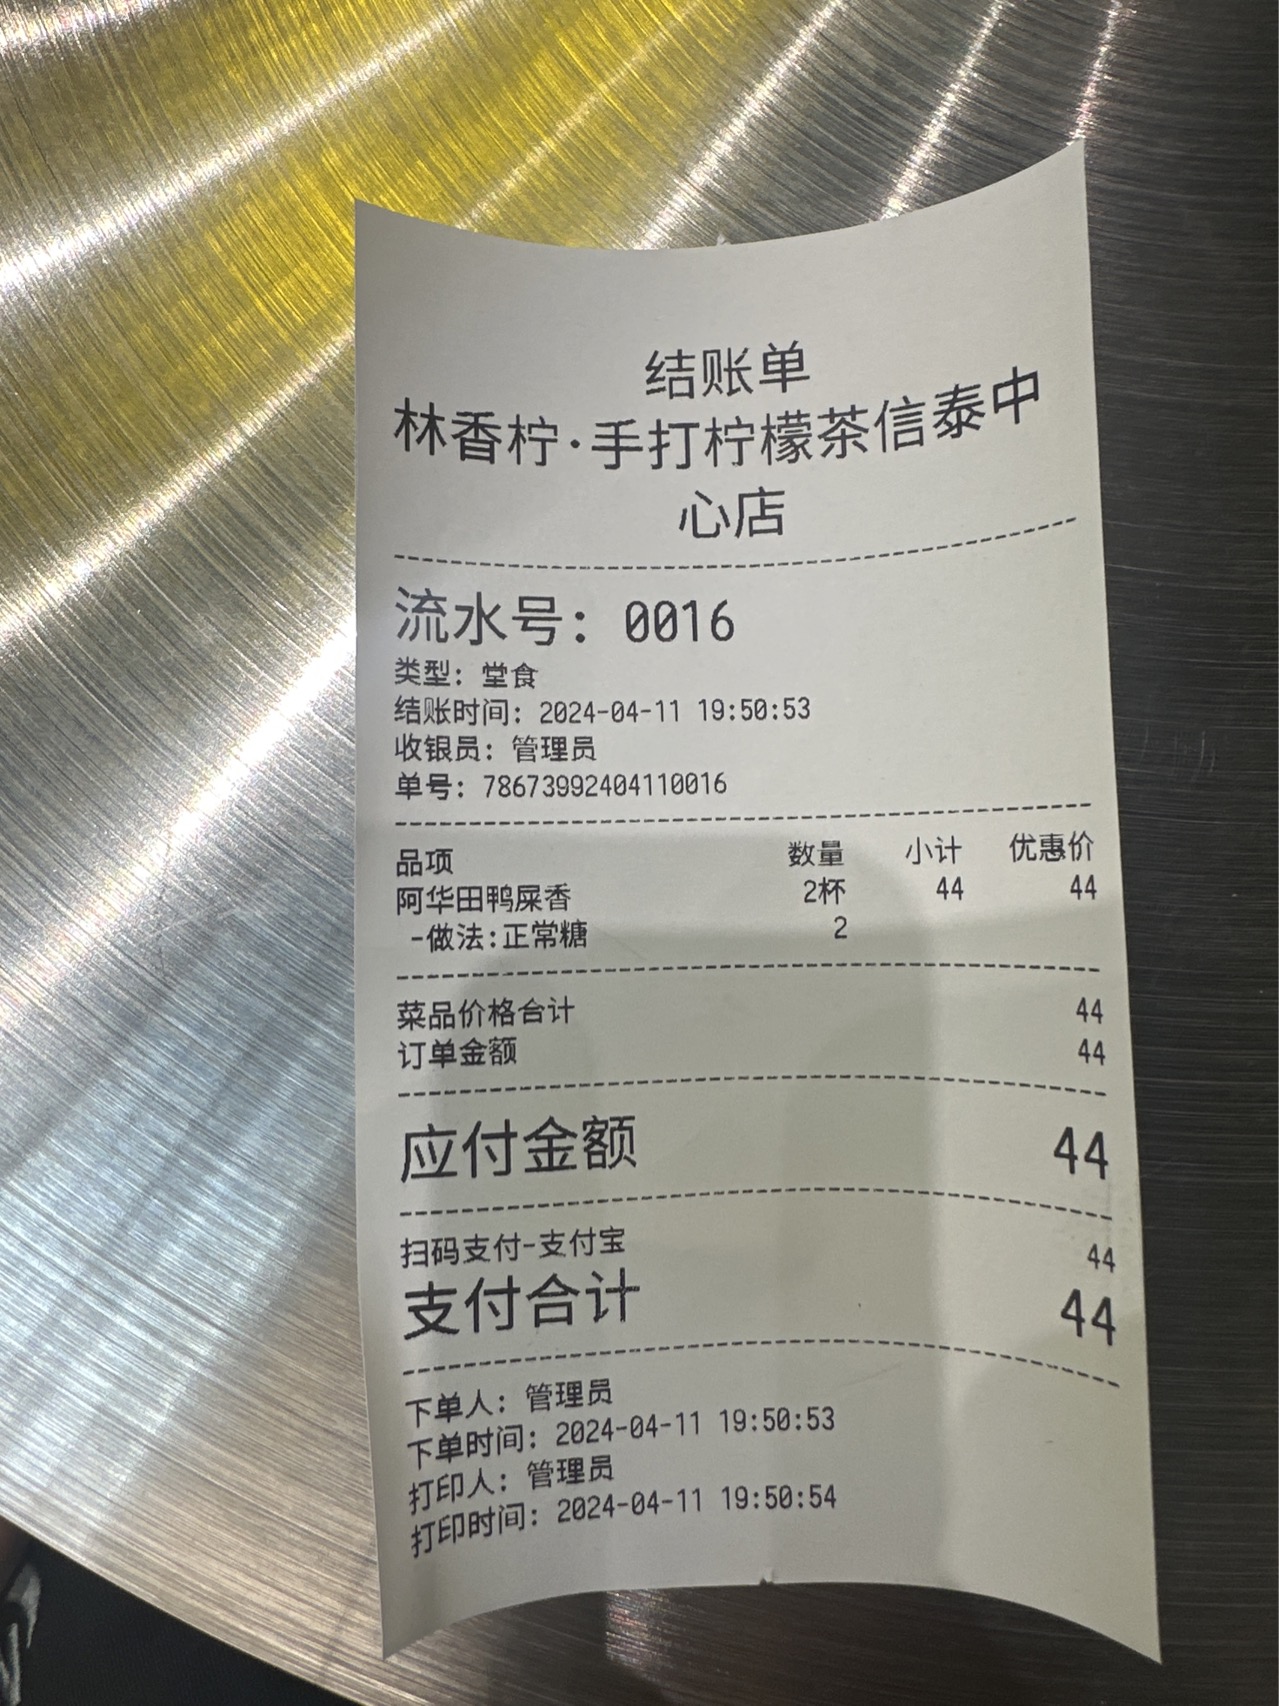 结账单
林香柠·手打柠檬茶信泰中
心店
流水号：0016
类型：堂食
结账时间：2024-04-11 19:50:53
收银员：管理员
单号：78673992404110016
品项 数量 小计 优惠价
阿华田鸭屎香 2杯 44 44
-做法:正常糖 2
菜品价格合计 44
订单金额 44
应付金额 44
扫码支付-支付宝 44
支付合计 44
下单人：管理员
下单时间：2024-04-11 19:50:53
打印人：管理员
打印时间：2024-04-11 19:50:54